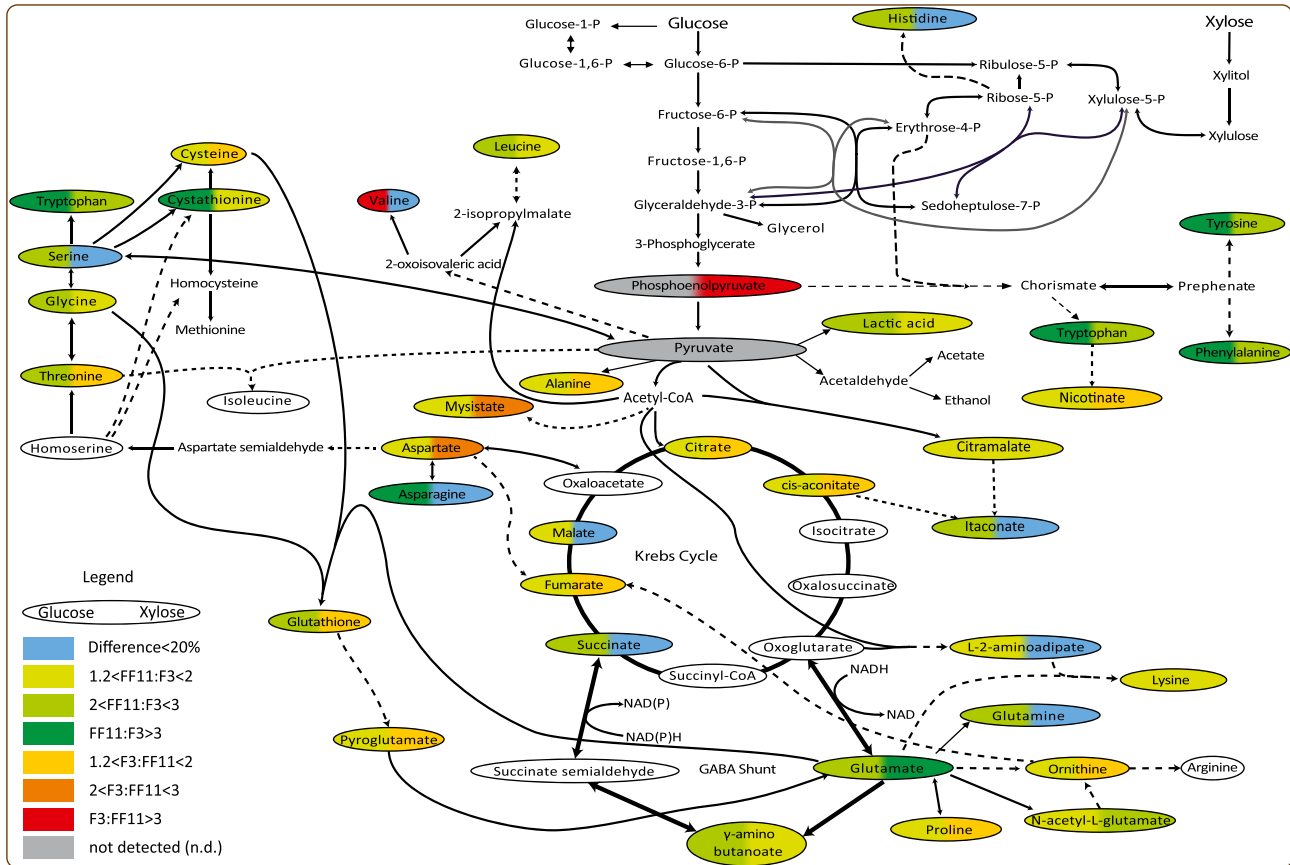 Glucose-1-P
Glucose
Histidine
Xylose
Glucose-1,6-P
Glucose-6-P
Ribulose-5-P
Xylitol
Ribose-5-P
Xylulose-5-P
Fructose-6-P
Erythrose-4-P
Xylulose
Leucine
Cysteine
Fructose-1,6-P
Tryptophan
Cystathionine
Valine
2-isopropylmalate
Glyceraldehyde-3-P
Sedoheptulose-7-P
Glycerol
Tyrosine
3-Phosphoglycerate
Serine
2-oxoisovaleric acid
Homocysteine
Phosphoenolpyruvate
Chorismate
Prephenate
Glycine
Methionine
Lactic acid
Tryptophan
Pyruvate
Phenylalanine
Acetate
Threonine
Alanine
Acetaldehyde
Isoleucine
Acetyl-CoA
Ethanol
Nicotinate
Mysistate
Homoserine
Aspartate semialdehyde
Aspartate
Citrate
Citramalate
Oxaloacetate
cis-aconitate
Asparagine
Itaconate
Malate
Isocitrate
Krebs Cycle
Legend
Fumarate
Oxalosuccinate
Glucose
Xylose
Glutathione
Difference<20%
Succinate
Oxoglutarate
L-2-aminoadipate
1.2<FF11:F3<2
Succinyl-CoA
NADH
Lysine
2<FF11:F3<3
NAD(P)
NAD
Glutamine
FF11:F3>3
Pyroglutamate
NAD(P)H
1.2<F3:FF11<2
Succinate semialdehyde
GABA Shunt
Glutamate
Ornithine
Arginine
2<F3:FF11<3
F3:FF11>3
Proline
N-acetyl-L-glutamate
not detected (n.d.)
γ-amino
butanoate